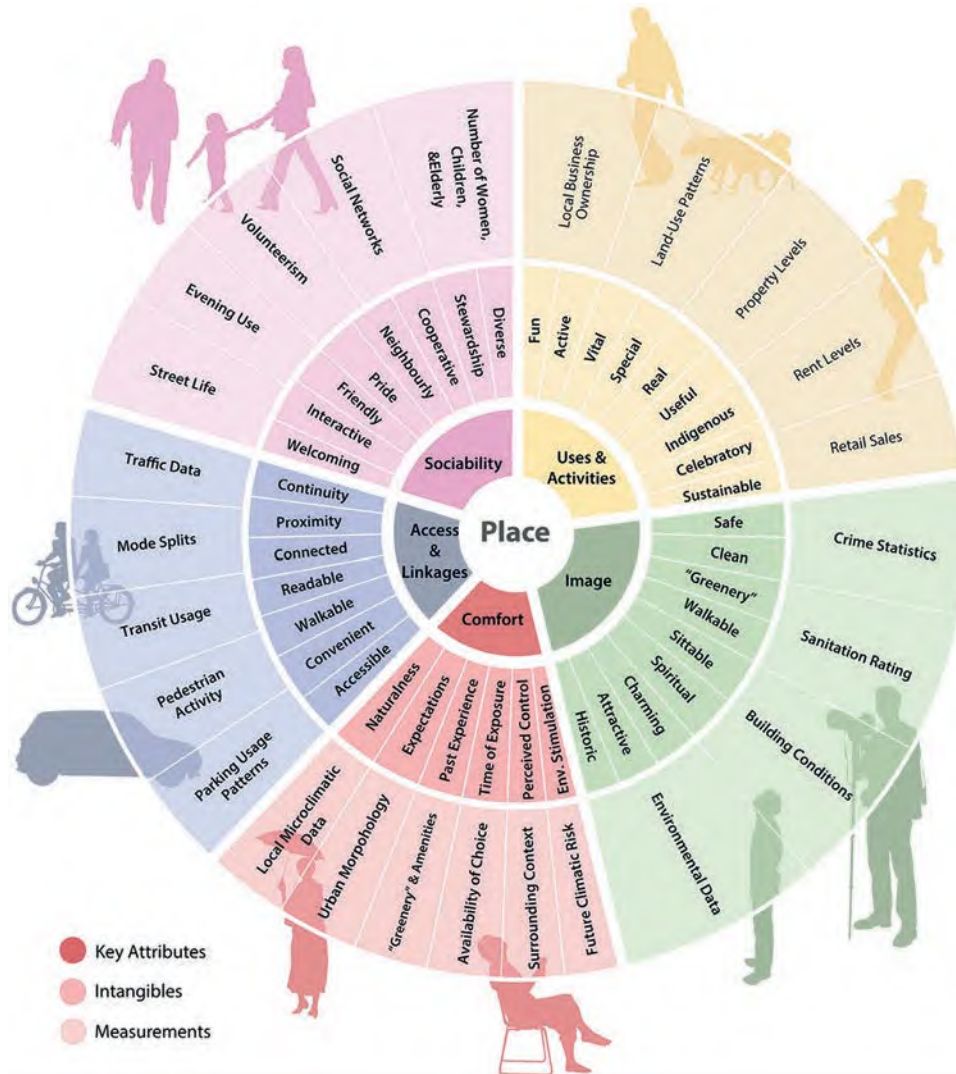 Place
Sociability
Uses &
Activities
Image
Comfort
Access
&
Linkages
Welcoming
Interactive
Friendly
Pride
Neighbourly
Cooperative
Stewardship
Diverse
Street Life
Evening Use
Volunteerism
Social Networks
Number of Women,
Children,
&Elderly
Fun
Active
Vital
Special
Real
Useful
Indigenous
Celebratory
Sustainable
Local Business
Ownership
Land-Use Patterns
Property Levels
Rent Levels
Retail Sales
Safe
Clean
"Greenery"
Walkable
Sittable
Spiritual
Charming
Attractive
Historic
Crime Statistics
Sanitation Rating
Building Conditions
Environmental Data
Env. Stimulation
Perceived Control
Time of Exposure
Past Experience
Expectations
Naturalness
Future Climatic Risk
Surrounding Context
Availability of Choice
"Greenery" & Amenities
Urban Morpohology
Local Microclimatic
Data
Accessible
Convenient
Walkable
Readable
Connected
Proximity
Continuity
Parking Usage
Patterns
Pedestrian
Activity
Transit Usage
Mode Splits
Traffic Data
Key Attributes
Intangibles
Measurements